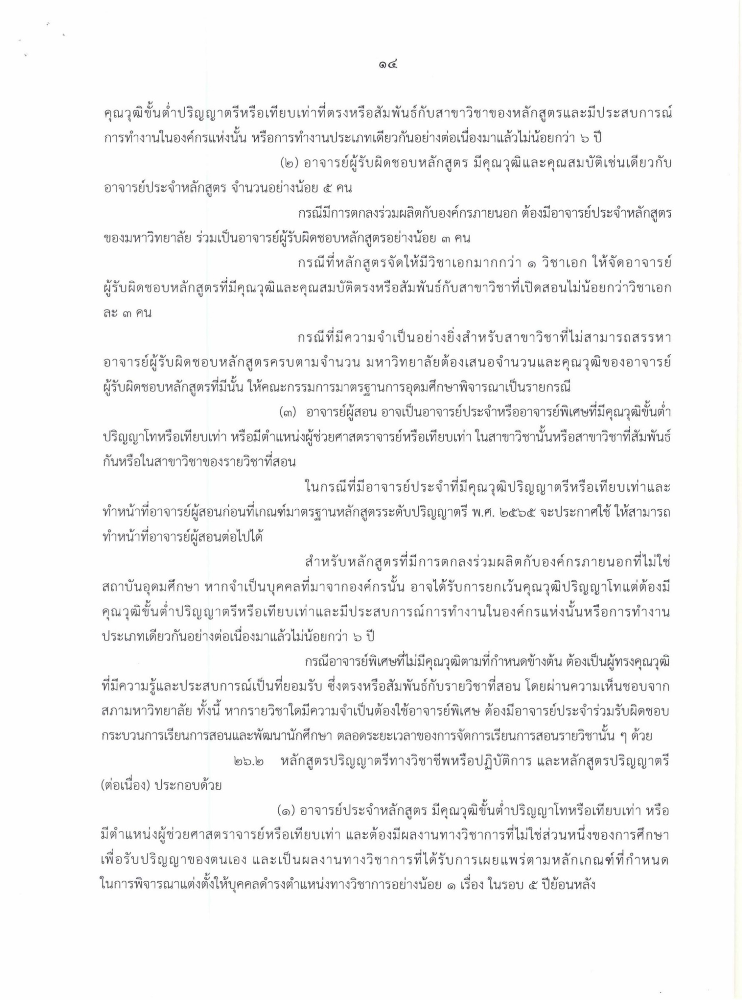 ๑๔
คุณวุฒิขั้นต่ำปริญญาตรีหรือเทียบเท่าที่ตรงหรือสัมพันธ์กับสาขาวิชาของหลักสูตรและมีประสบการณ์
การทำงานในองค์กรแห่งนั้น หรือการทำงานประเภทเดียวกันอย่างต่อเนื่องมาแล้วไม่น้อยกว่า ๖ ปี
(๒) อาจารย์ผู้รับผิดชอบหลักสูตร มีคุณวุฒิและคุณสมบัติเช่นเดียวกับ
อาจารย์ประจำหลักสูตร จำนวนอย่างน้อย ๕ คน
กรณีมีการตกลงร่วมผลิตกับองค์กรภายนอก ต้องมีอาจารย์ประจำหลักสูตร
ของมหาวิทยาลัย ร่วมเป็นอาจารย์ผู้รับผิดชอบหลักสูตรอย่างน้อย ๓ คน
กรณีที่หลักสูตรจัดให้มีวิชาเอกมากกว่า ๑ วิชาเอก ให้จัดอาจารย์
ผู้รับผิดชอบหลักสูตรที่มีคุณวุฒิและคุณสมบัติตรงหรือสัมพันธ์กับสาขาวิชาที่เปิดสอนไม่น้อยกว่าวิชาเอก
ละ ๓ คน
กรณีที่มีความจำเป็นอย่างยิ่งสำหรับสาขาวิชาที่ไม่สามารถสรรหา
อาจารย์ผู้รับผิดชอบหลักสูตรครบตามจำนวน มหาวิทยาลัยต้องเสนอจำนวนและคุณวุฒิของอาจารย์
ผู้รับผิดชอบหลักสูตรที่มีนั้น ให้คณะกรรมการมาตรฐานการอุดมศึกษาพิจารณาเป็นรายกรณี
(๓) อาจารย์ผู้สอน อาจเป็นอาจารย์ประจำหรืออาจารย์พิเศษที่มีคุณวุฒิขั้นต่ำ
ปริญญาโทหรือเทียบเท่า หรือมีตำแหน่งผู้ช่วยศาสตราจารย์หรือเทียบเท่า ในสาขาวิชานั้นหรือสาขาวิชาที่สัมพันธ์
กันหรือในสาขาวิชาของรายวิชาที่สอน
ในกรณีที่มีอาจารย์ประจำที่มีคุณวุฒิปริญญาตรีหรือเทียบเท่าและ
ทำหน้าที่อาจารย์ผู้สอนก่อนที่เกณฑ์มาตรฐานหลักสูตรระดับปริญญาตรี พ.ศ. ๒๕๖๕ จะประกาศใช้ ให้สามารถ
ทำหน้าที่อาจารย์ผู้สอนต่อไปได้
สำหรับหลักสูตรที่มีการตกลงร่วมผลิตกับองค์กรภายนอกที่ไม่ใช่
สถาบันอุดมศึกษา หากจำเป็นบุคคลที่มาจากองค์กรนั้น อาจได้รับการยกเว้นคุณวุฒิปริญญาโทแต่ต้องมี
คุณวุฒิขั้นต่ำปริญญาตรีหรือเทียบเท่าและมีประสบการณ์การทำงานในองค์กรแห่งนั้นหรือการทำงาน
ประเภทเดียวกันอย่างต่อเนื่องมาแล้วไม่น้อยกว่า ๖ ปี
กรณีอาจารย์พิเศษที่ไม่มีคุณวุฒิตามที่กำหนดข้างต้น ต้องเป็นผู้ทรงคุณวุฒิ
ที่มีความรู้และประสบการณ์เป็นที่ยอมรับ ซึ่งตรงหรือสัมพันธ์กับรายวิชาที่สอน โดยผ่านความเห็นชอบจาก
สภามหาวิทยาลัย ทั้งนี้ หากรายวิชาใดมีความจำเป็นต้องใช้อาจารย์พิเศษ ต้องมีอาจารย์ประจำร่วมรับผิดชอบ
กระบวนการเรียนการสอนและพัฒนานักศึกษา ตลอดระยะเวลาของการจัดการเรียนการสอนรายวิชานั้น ๆ ด้วย
๒๖.๒ หลักสูตรปริญญาตรีทางวิชาชีพหรือปฏิบัติการ และหลักสูตรปริญญาตรี
(ต่อเนื่อง) ประกอบด้วย
(๑) อาจารย์ประจำหลักสูตร มีคุณวุฒิขั้นต่ำปริญญาโทหรือเทียบเท่า หรือ
มีตำแหน่งผู้ช่วยศาสตราจารย์หรือเทียบเท่า และต้องมีผลงานทางวิชาการที่ไม่ใช่ส่วนหนึ่งของการศึกษา
เพื่อรับปริญญาของตนเอง และเป็นผลงานทางวิชาการที่ได้รับการเผยแพร่ตามหลักเกณฑ์ที่กำหนด
ในการพิจารณาแต่งตั้งให้บุคคลดำรงตำแหน่งทางวิชาการอย่างน้อย ๑ เรื่อง ในรอบ ๕ ปีย้อนหลัง